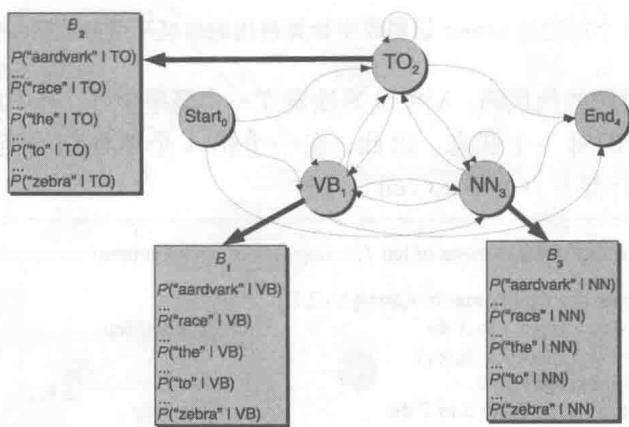 B₂
P("aardvark" | TO)
...
P("race" | TO)
...
P("the" | TO)
...
P("to" | TO)
...
P("zebra" | TO)
TO₂
Start₀
End₄
VB₁
NN₃
B₁
P("aardvark" | VB)
...
P("race" | VB)
...
P("the" | VB)
...
P("to" | VB)
...
P("zebra" | VB)
B₃
P("aardvark" | NN)
...
P("race" | NN)
...
P("the" | NN)
...
P("to" | NN)
...
P("zebra" | NN)